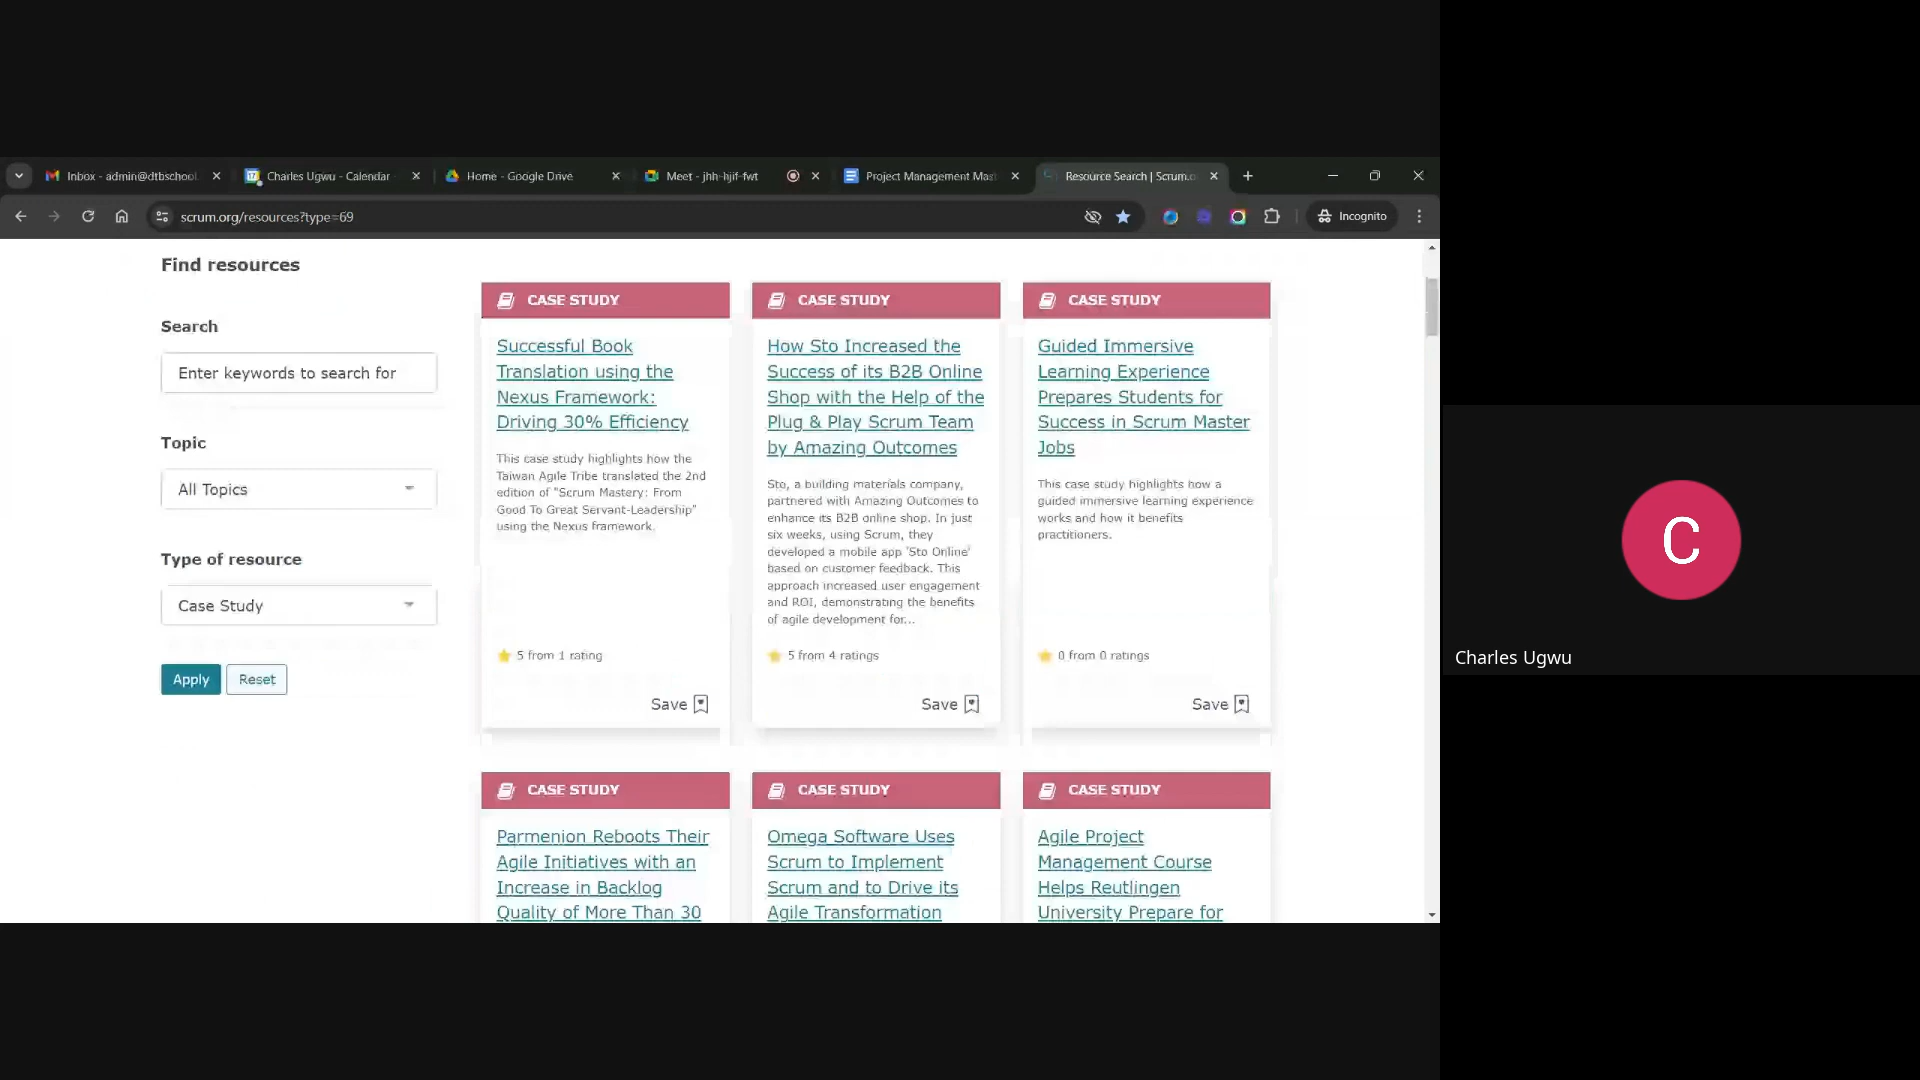 Inbox - admin@dtbschool.
Charles Ugwu - Calendar
Home - Google Drive
Meet - jhh-hjif-fwt
Project Management Mas
Resource Search | Scrum.o
scrum.org/resources?type=69
Incognito
Find resources
Search
Enter keywords to search for
Topic
All Topics
Type of resource
Case Study
Apply
Reset
CASE STUDY
Successful Book
Translation using the
Nexus Framework:
Driving 30% Efficiency
This case study highlights how the
Taiwan Agile Tribe translated the 2nd
edition of "Scrum Mastery: From
Good To Great Servant-Leadership"
using the Nexus framework.
5 from 1 rating
Save
CASE STUDY
How Sto Increased the
Success of its B2B Online
Shop with the Help of the
Plug & Play Scrum Team
by Amazing Outcomes
Sto, a building materials company,
partnered with Amazing Outcomes to
enhance its B2B online shop. In just
six weeks, using Scrum, they
developed a mobile app 'Sto Online'
based on customer feedback. This
approach increased user engagement
and ROI, demonstrating the benefits
of agile development for...
5 from 4 ratings
Save
CASE STUDY
Guided Immersive
Learning Experience
Prepares Students for
Success in Scrum Master
Jobs
This case study highlights how a
guided immersive learning experience
works and how it benefits
practitioners.
0 from 0 ratings
Save
CASE STUDY
Parmenion Reboots Their
Agile Initiatives with an
Increase in Backlog
Quality of More Than 30
CASE STUDY
Omega Software Uses
Scrum to Implement
Scrum and to Drive its
Agile Transformation
CASE STUDY
Agile Project
Management Course
Helps Reutlingen
University Prepare for
C
Charles Ugwu